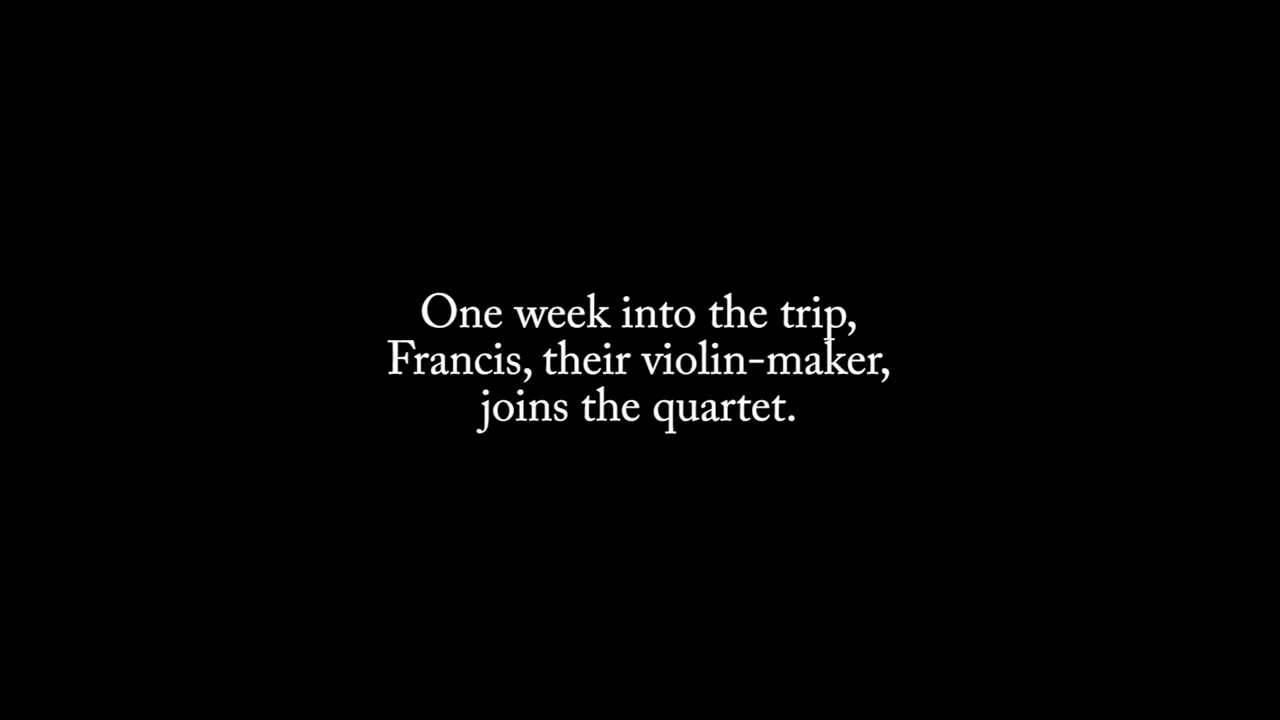 One week into the trip,
Francis, their violin-maker,
joins the quartet.